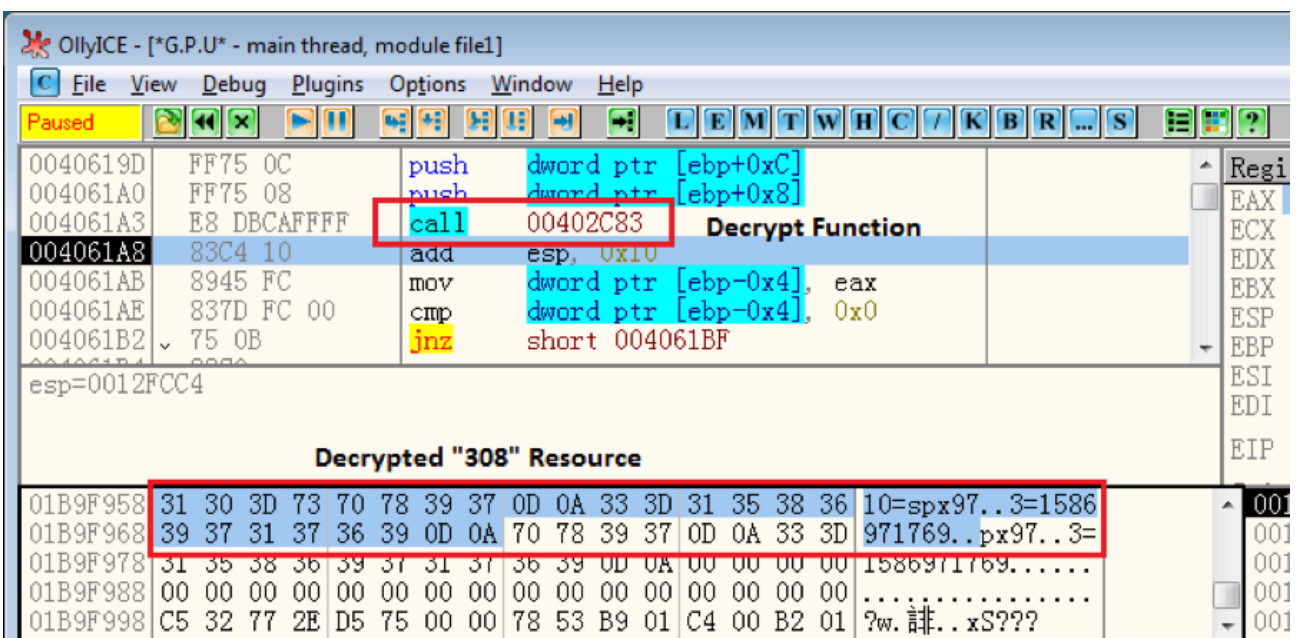 OllyICE - [*G.P.U* - main thread, module file1]
C File View Debug Plugins Options Window Help
Paused L E M T W H C / K B R ... S ?
0040619D FF75 0C push dword ptr [ebp+0xC]
004061A0 FF75 08 push dword ptr [ebp+0x8]
004061A3 E8 DBCAFFFF call 00402C83 Decrypt Function
004061A8 83C4 10 add esp, 0x10
004061AB 8945 FC mov dword ptr [ebp-0x4], eax
004061AE 837D FC 00 cmp dword ptr [ebp-0x4], 0x0
004061B2 75 0B jnz short 004061BF
esp=0012FCC4
Regi
EAX
ECX
EDX
EBX
ESP
EBP
ESI
EDI
EIP
Decrypted "308" Resource
01B9F958 31 30 3D 73 70 78 39 37 0D 0A 33 3D 31 35 38 36 10=spx97..3=1586
01B9F968 39 37 31 37 36 39 0D 0A 70 78 39 37 0D 0A 33 3D 971769..px97..3=
01B9F978 31 35 38 36 39 37 31 37 36 39 0D 0A 00 00 00 00 1586971769......
01B9F988 00 00 00 00 00 00 00 00 00 00 00 00 00 00 00 00 ................
01B9F998 C5 32 77 2E D5 75 00 00 78 53 B9 01 C4 00 B2 01 ?w.誹..xS???
001
001
001
001
001